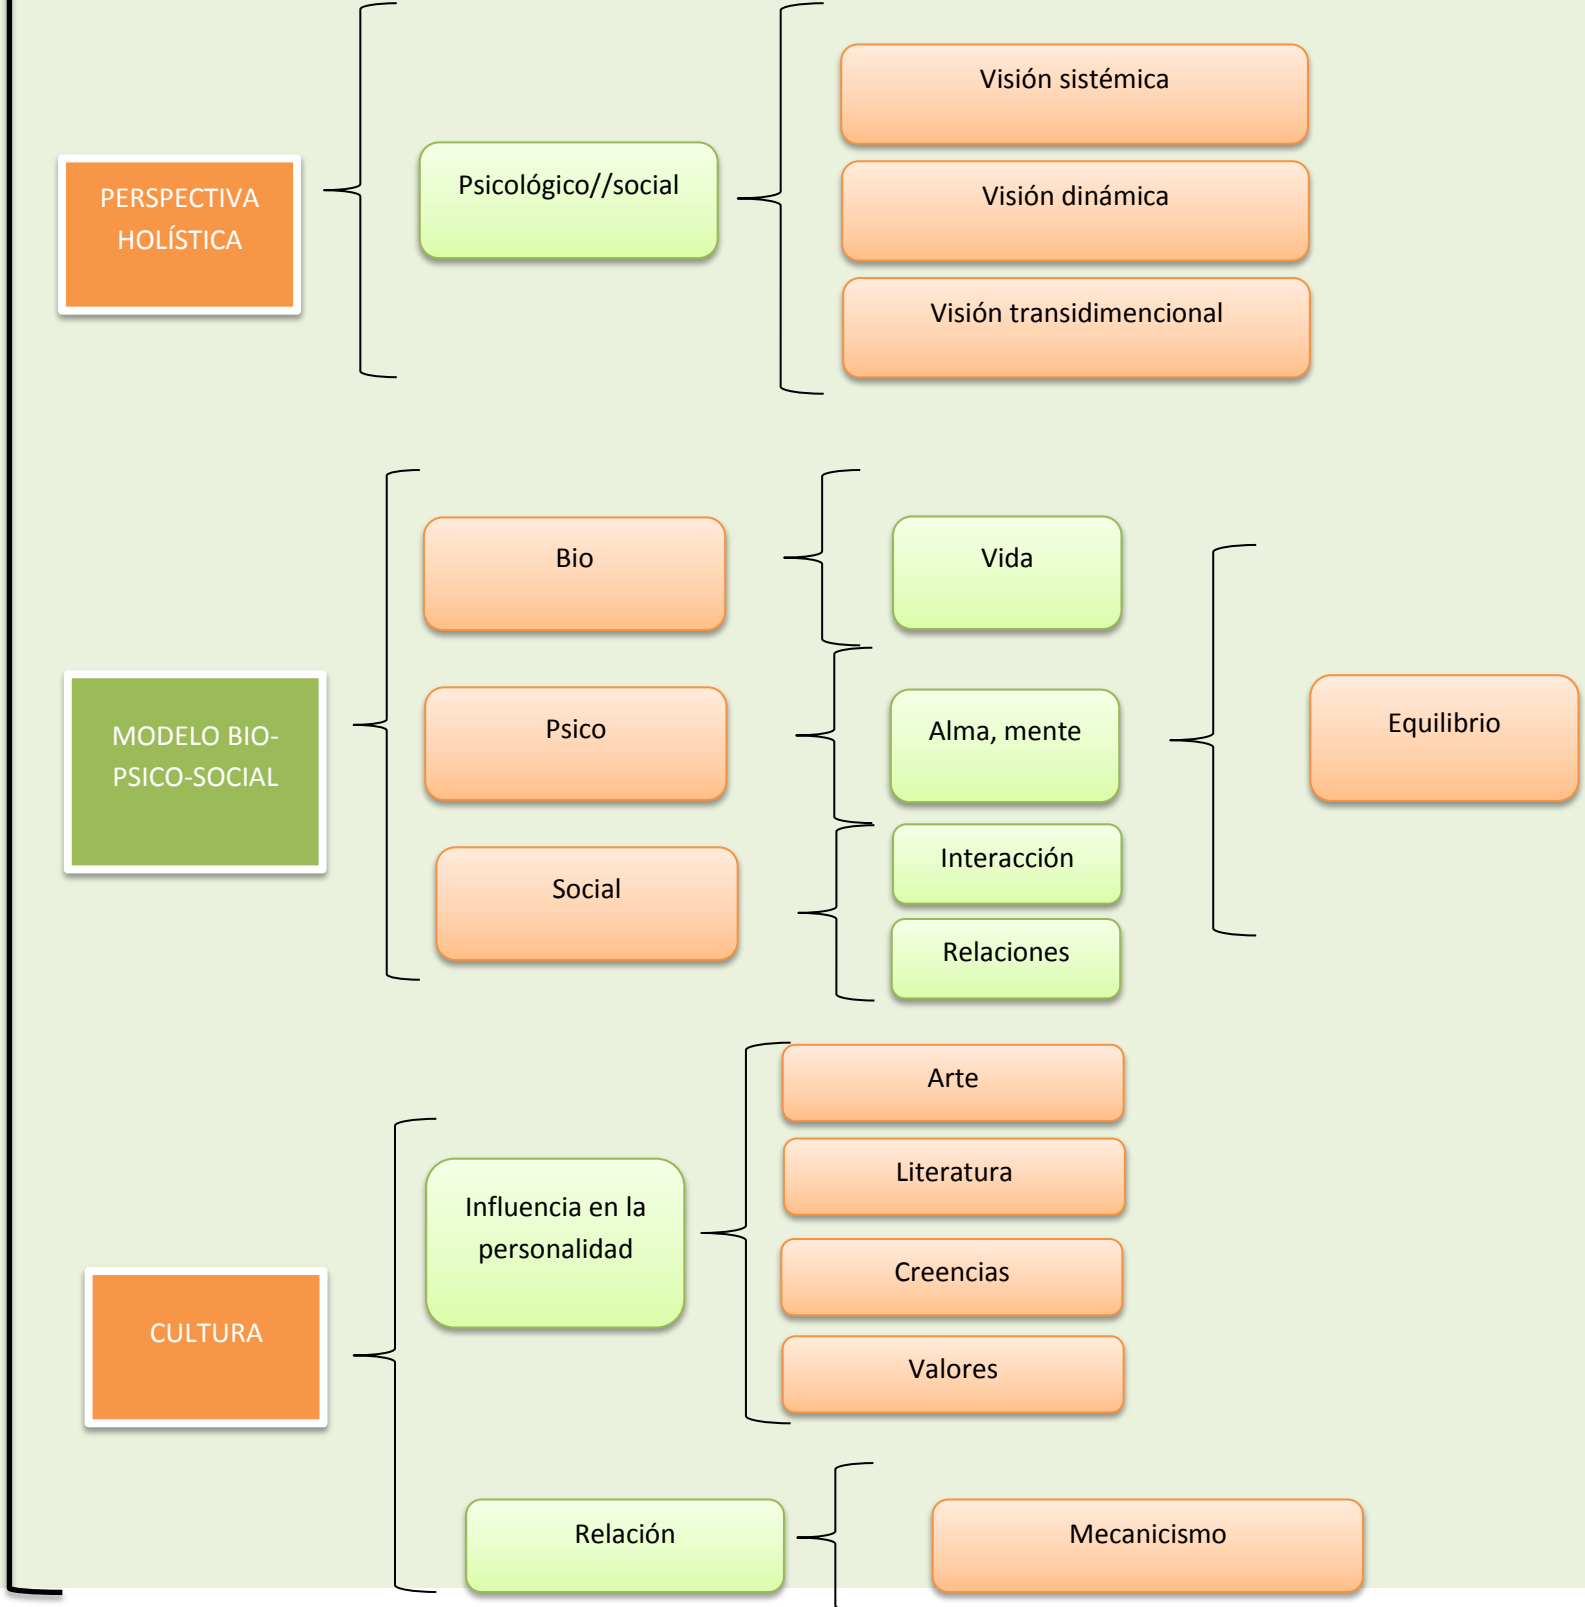 PERSPECTIVA
HOLÍSTICA
Psicológico//social
Visión sistémica
Visión dinámica
Visión transidimencional
MODELO BIO-
PSICO-SOCIAL
Bio
Vida
Psico
Alma, mente
Social
Interacción
Relaciones
Equilibrio
CULTURA
Influencia en la
personalidad
Arte
Literatura
Creencias
Valores
Relación
Mecanicismo